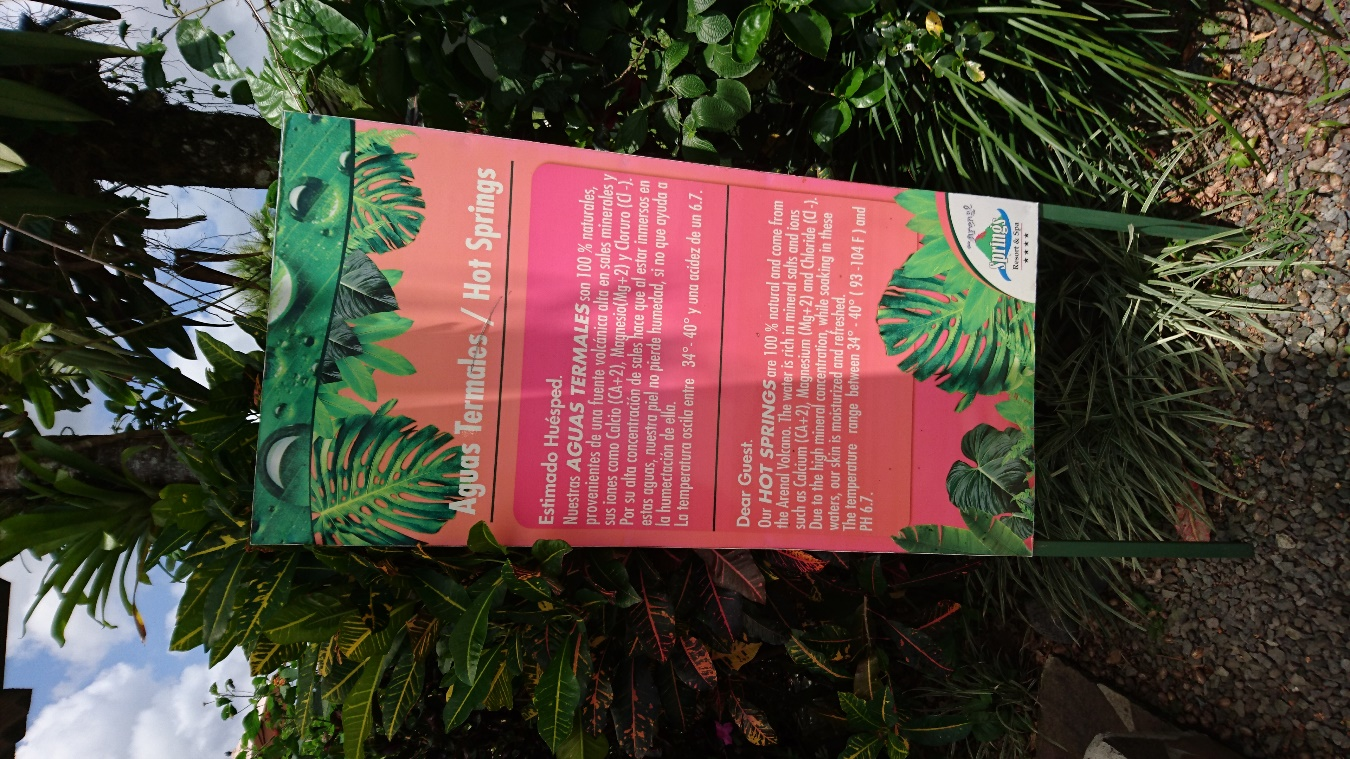 Aguas Termales / Hot Springs
Estimado Huésped.
Nuestras AGUAS TERMALES son 100 % naturales,
provenientes de una fuente volcánica alta en sales minerales y
sus iones como Calcio (CA+2), Magnesio(Mg+2) y Cloruro (Cl -).
Por su alta concentración de sales hace que al estar inmersos en
estas aguas, nuestra piel no pierde humedad, si no que ayuda a
la humectación de ella.
La temperatura oscila entre 34° - 40° y una acidez de un 6.7.
Dear Guest.
Our HOT SPRINGS are 100 % natural and come from
the Arenal Volcano. The water is rich in mineral salts and ions
such as Calcium (CA+2), Magnesium (Mg+2) and Chloride (Cl -).
Due to the high mineral concentration, while soaking in these
waters, our skin is moisturized and refreshed.
The temperature range between 34° - 40° ( 93 -104 F ) and
PH 6.7.
Arenal
Springs
Resort & Spa